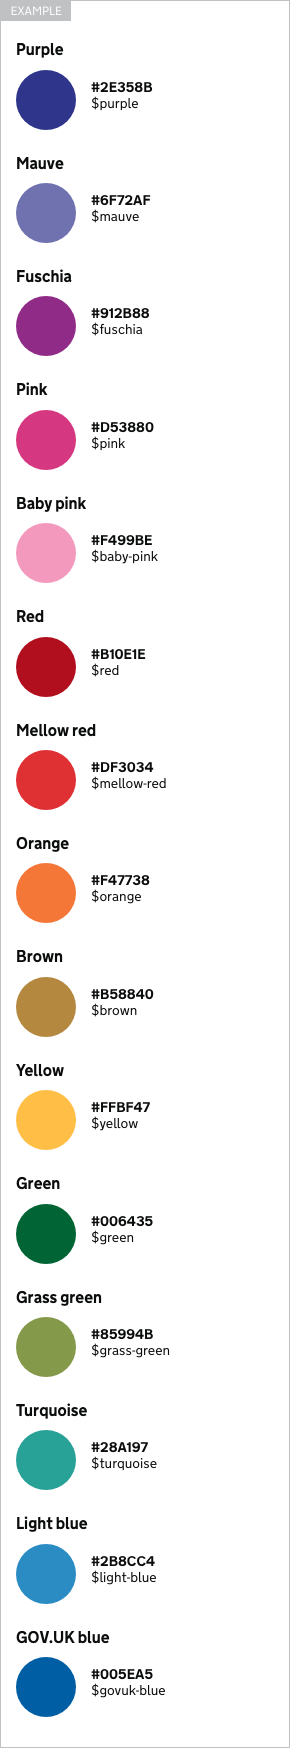 EXAMPLE
Purple
#2E358B
$purple
Mauve
#6F72AF
$mauve
Fuschia
#912B88
$fuschia
Pink
#D53880
$pink
Baby pink
#F499BE
$baby-pink
Red
#B10E1E
$red
Mellow red
#DF3034
$mellow-red
Orange
#F47738
$orange
Brown
#B58840
$brown
Yellow
#FFBF47
$yellow
Green
#006435
$green
Grass green
#85994B
$grass-green
Turquoise
#28A197
$turquoise
Light blue
#2B8CC4
$light-blue
GOV.UK blue
#005EA5
$govuk-blue